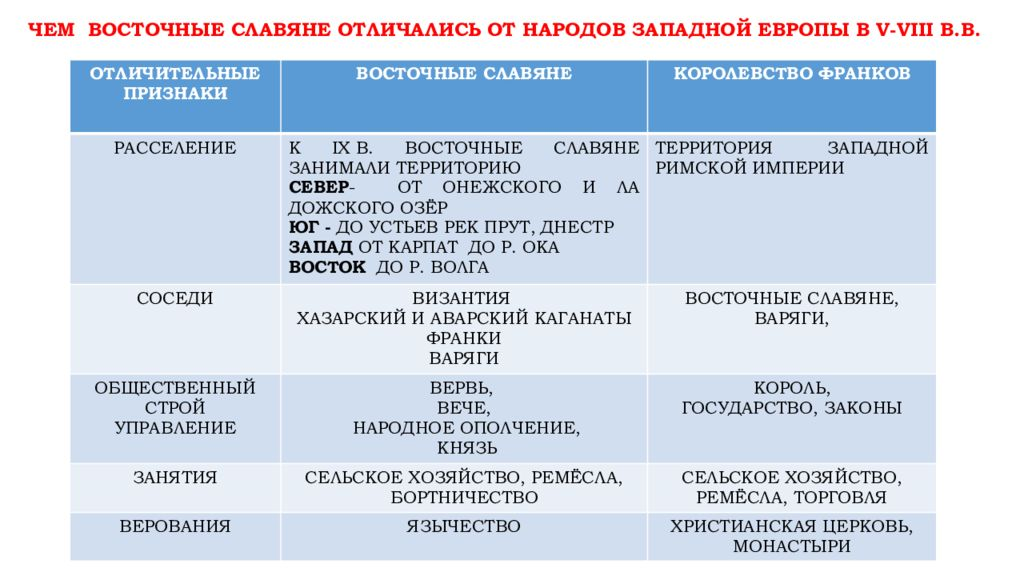 ЧЕМ ВОСТОЧНЫЕ СЛАВЯНЕ ОТЛИЧАЛИСЬ ОТ НАРОДОВ ЗАПАДНОЙ ЕВРОПЫ В V-VIII В.В.
ОТЛИЧИТЕЛЬНЫЕ
ПРИЗНАКИ
ВОСТОЧНЫЕ СЛАВЯНЕ
КОРОЛЕВСТВО ФРАНКОВ
РАССЕЛЕНИЕ
К IX В. ВОСТОЧНЫЕ СЛАВЯНЕ
ЗАНИМАЛИ ТЕРРИТОРИЮ
СЕВЕР- ОТ ОНЕЖСКОГО И ЛА
ДОЖСКОГО ОЗЁР
ЮГ - ДО УСТЬЕВ РЕК ПРУТ, ДНЕСТР
ЗАПАД ОТ КАРПАТ ДО Р. ОКА
ВОСТОК ДО Р. ВОЛГА
ТЕРРИТОРИЯ ЗАПАДНОЙ
РИМСКОЙ ИМПЕРИИ
СОСЕДИ
ВИЗАНТИЯ
ХАЗАРСКИЙ И АВАРСКИЙ КАГАНАТЫ
ФРАНКИ
ВАРЯГИ
ВОСТОЧНЫЕ СЛАВЯНЕ,
ВАРЯГИ,
ОБЩЕСТВЕННЫЙ
СТРОЙ
УПРАВЛЕНИЕ
ВЕРВЬ,
ВЕЧЕ,
НАРОДНОЕ ОПОЛЧЕНИЕ,
КНЯЗЬ
КОРОЛЬ,
ГОСУДАРСТВО, ЗАКОНЫ
ЗАНЯТИЯ
СЕЛЬСКОЕ ХОЗЯЙСТВО, РЕМЁСЛА,
БОРТНИЧЕСТВО
СЕЛЬСКОЕ ХОЗЯЙСТВО,
РЕМЁСЛА, ТОРГОВЛЯ
ВЕРОВАНИЯ
ЯЗЫЧЕСТВО
ХРИСТИАНСКАЯ ЦЕРКОВЬ,
МОНАСТЫРИ